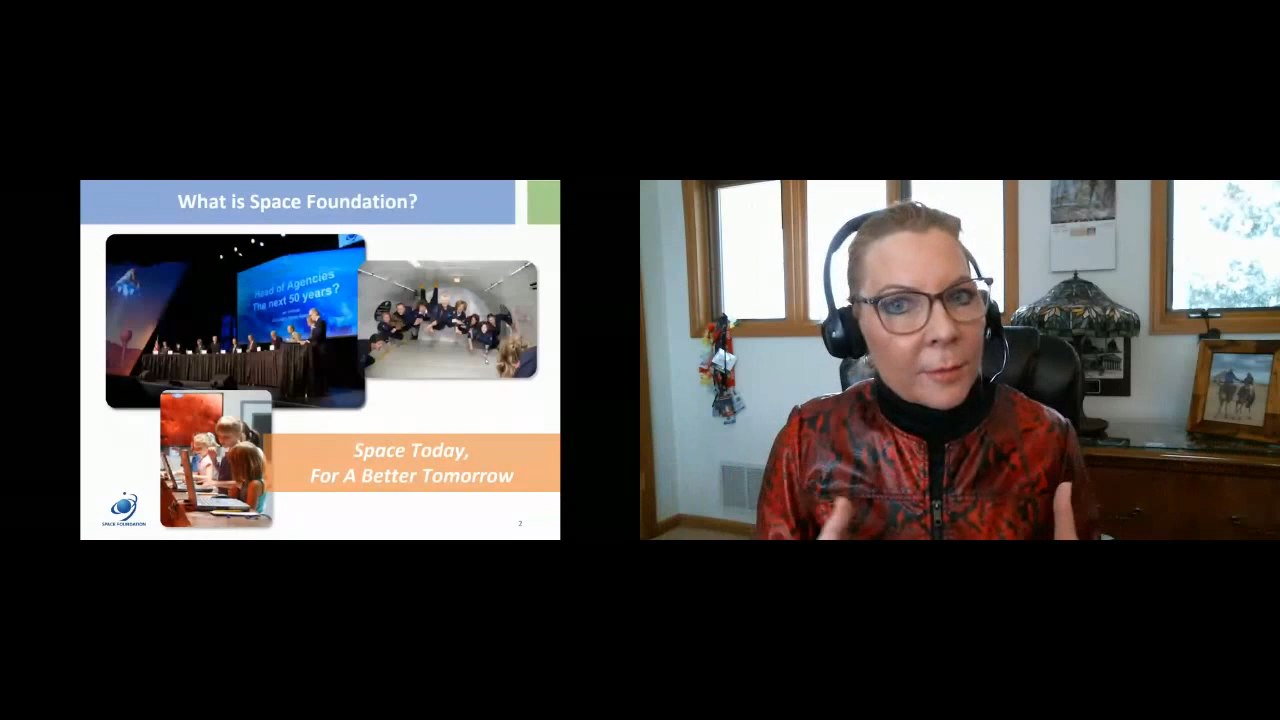 What is Space Foundation?
Head of Agencies
The next 50 years?
Space Today,
For A Better Tomorrow
SPACE FOUNDATION
2